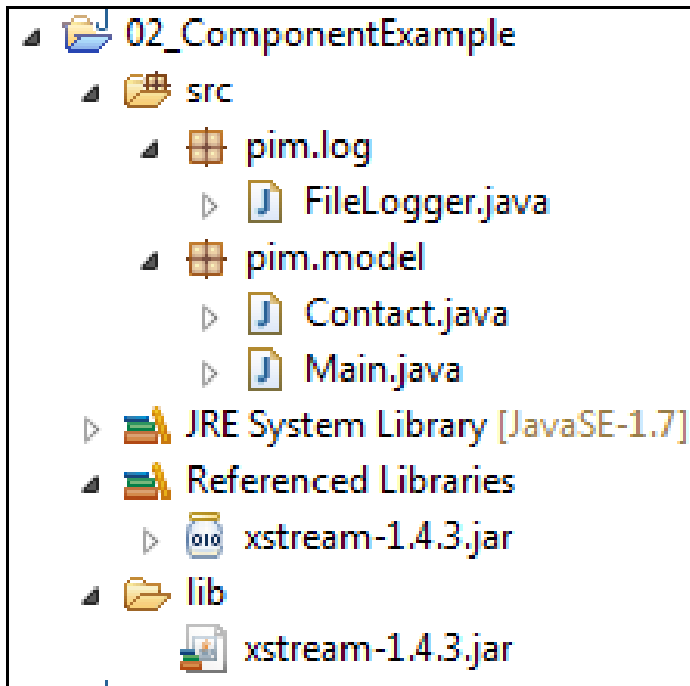 02_ComponentExample
src
pim.log
FileLogger.java
pim.model
Contact.java
Main.java
JRE System Library [JavaSE-1.7]
Referenced Libraries
xstream-1.4.3.jar
lib
xstream-1.4.3.jar